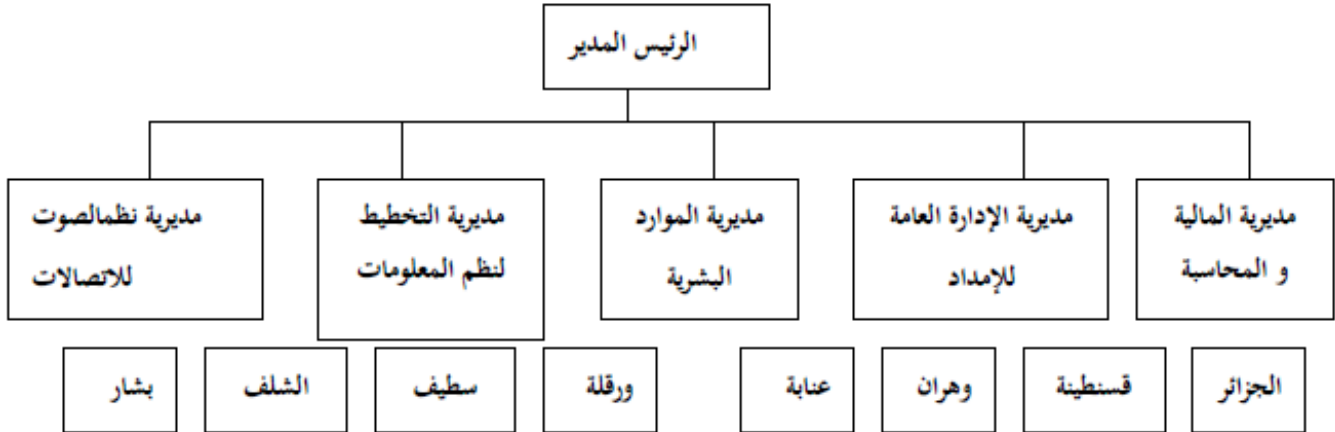 الرئيس المدير
مديرية المالية
و المحاسبة
مديرية الإدارة العامة
للإمداد
مديرية الموارد
البشرية
مديرية التخطيط
لنظم المعلومات
مديرية نظمالصوت
للاتصالات
الجزائر
قسنطينة
وهران
عنابة
ورقلة
سطيف
الشلف
بشار